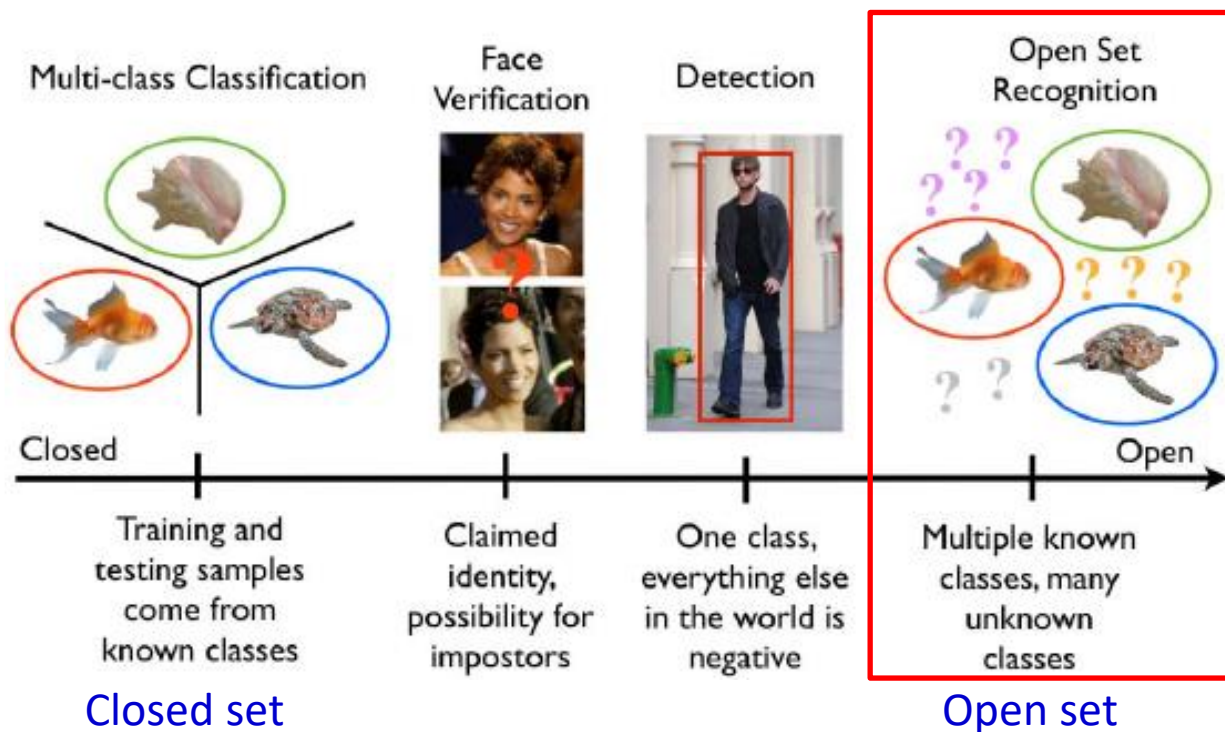 Multi-class Classification
Face
Verification
Detection
Open Set
Recognition
?
? ?
? ?
? ? ?
? ?
Closed
Open
Training and
testing samples
come from
known classes
Claimed
identity,
possibility for
impostors
One class,
everything else
in the world is
negative
Multiple known
classes, many
unknown
classes
Closed set
Open set